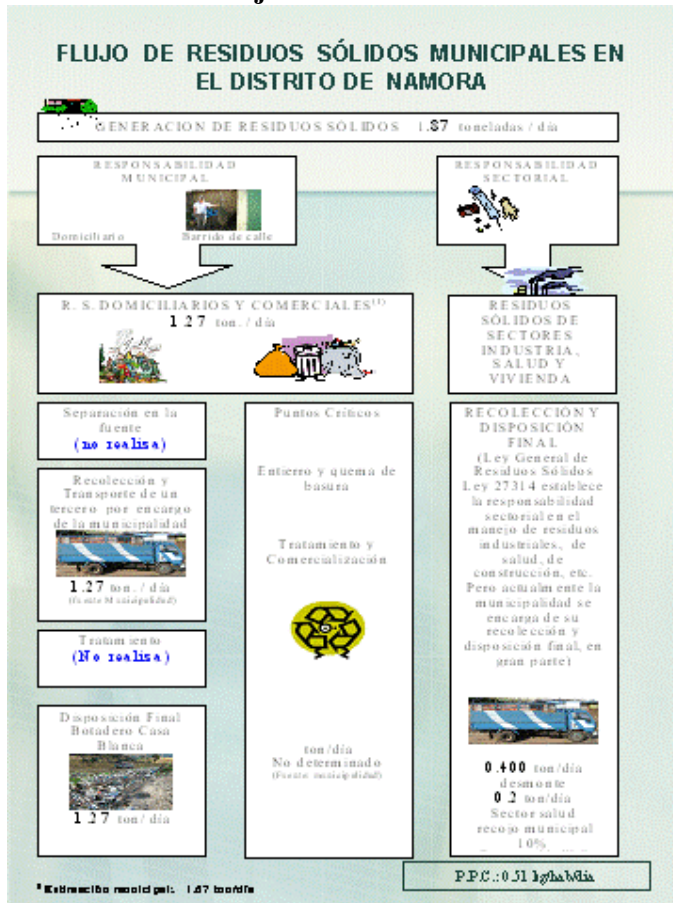 FLUJO DE RESIDUOS SÓLIDOS MUNICIPALES EN
EL DISTRITO DE NAMORA
GENERACION DE RESIDUOS SÓLIDOS 1.87 toneladas / día
RESPONSABILIDAD
MUNICIPAL
Domiciliario Barrido de calle
RESPONSABILIDAD
SECTORIAL
R. S. DOMICILIARIOS Y COMERCIALES(1)
1.27 ton. / día
RESIDUOS
SÓLIDOS DE
SECTORES
INDUSTRIA,
SALUD Y
VIVIENDA
Separación en la
fuente
(no realisa)
Recolección y
Transporte de un
tercero por encargo
de la municipalidad
1.27 ton. / día
(fuente Municipalidad)
Tratamiento
(No realisa)
Disposición Final
Botadero Casa
Blanca
1.27 ton/ día
Puntos Críticos
Entierro y quema de
basura
Tratamiento y
Comercialización
ton/día
No determinado
(Fuente: municipalidad)
RECOLECCIÓN Y
DISPOSICIÓN
FINAL
(Ley General de
Residuos Sólidos
Ley 27314 establece
la responsabilidad
sectorial en el
manejo de residuos
industriales, de
salud, de
construcción, etc.
Pero actualmente la
municipalidad se
encarga de su
recolección y
disposición final, en
gran parte)
0.400 ton/día
desmonte
0.2 ton/día
Sector salud
recojo municipal
10%
P.P.C.: 0.51 kg/hab/día